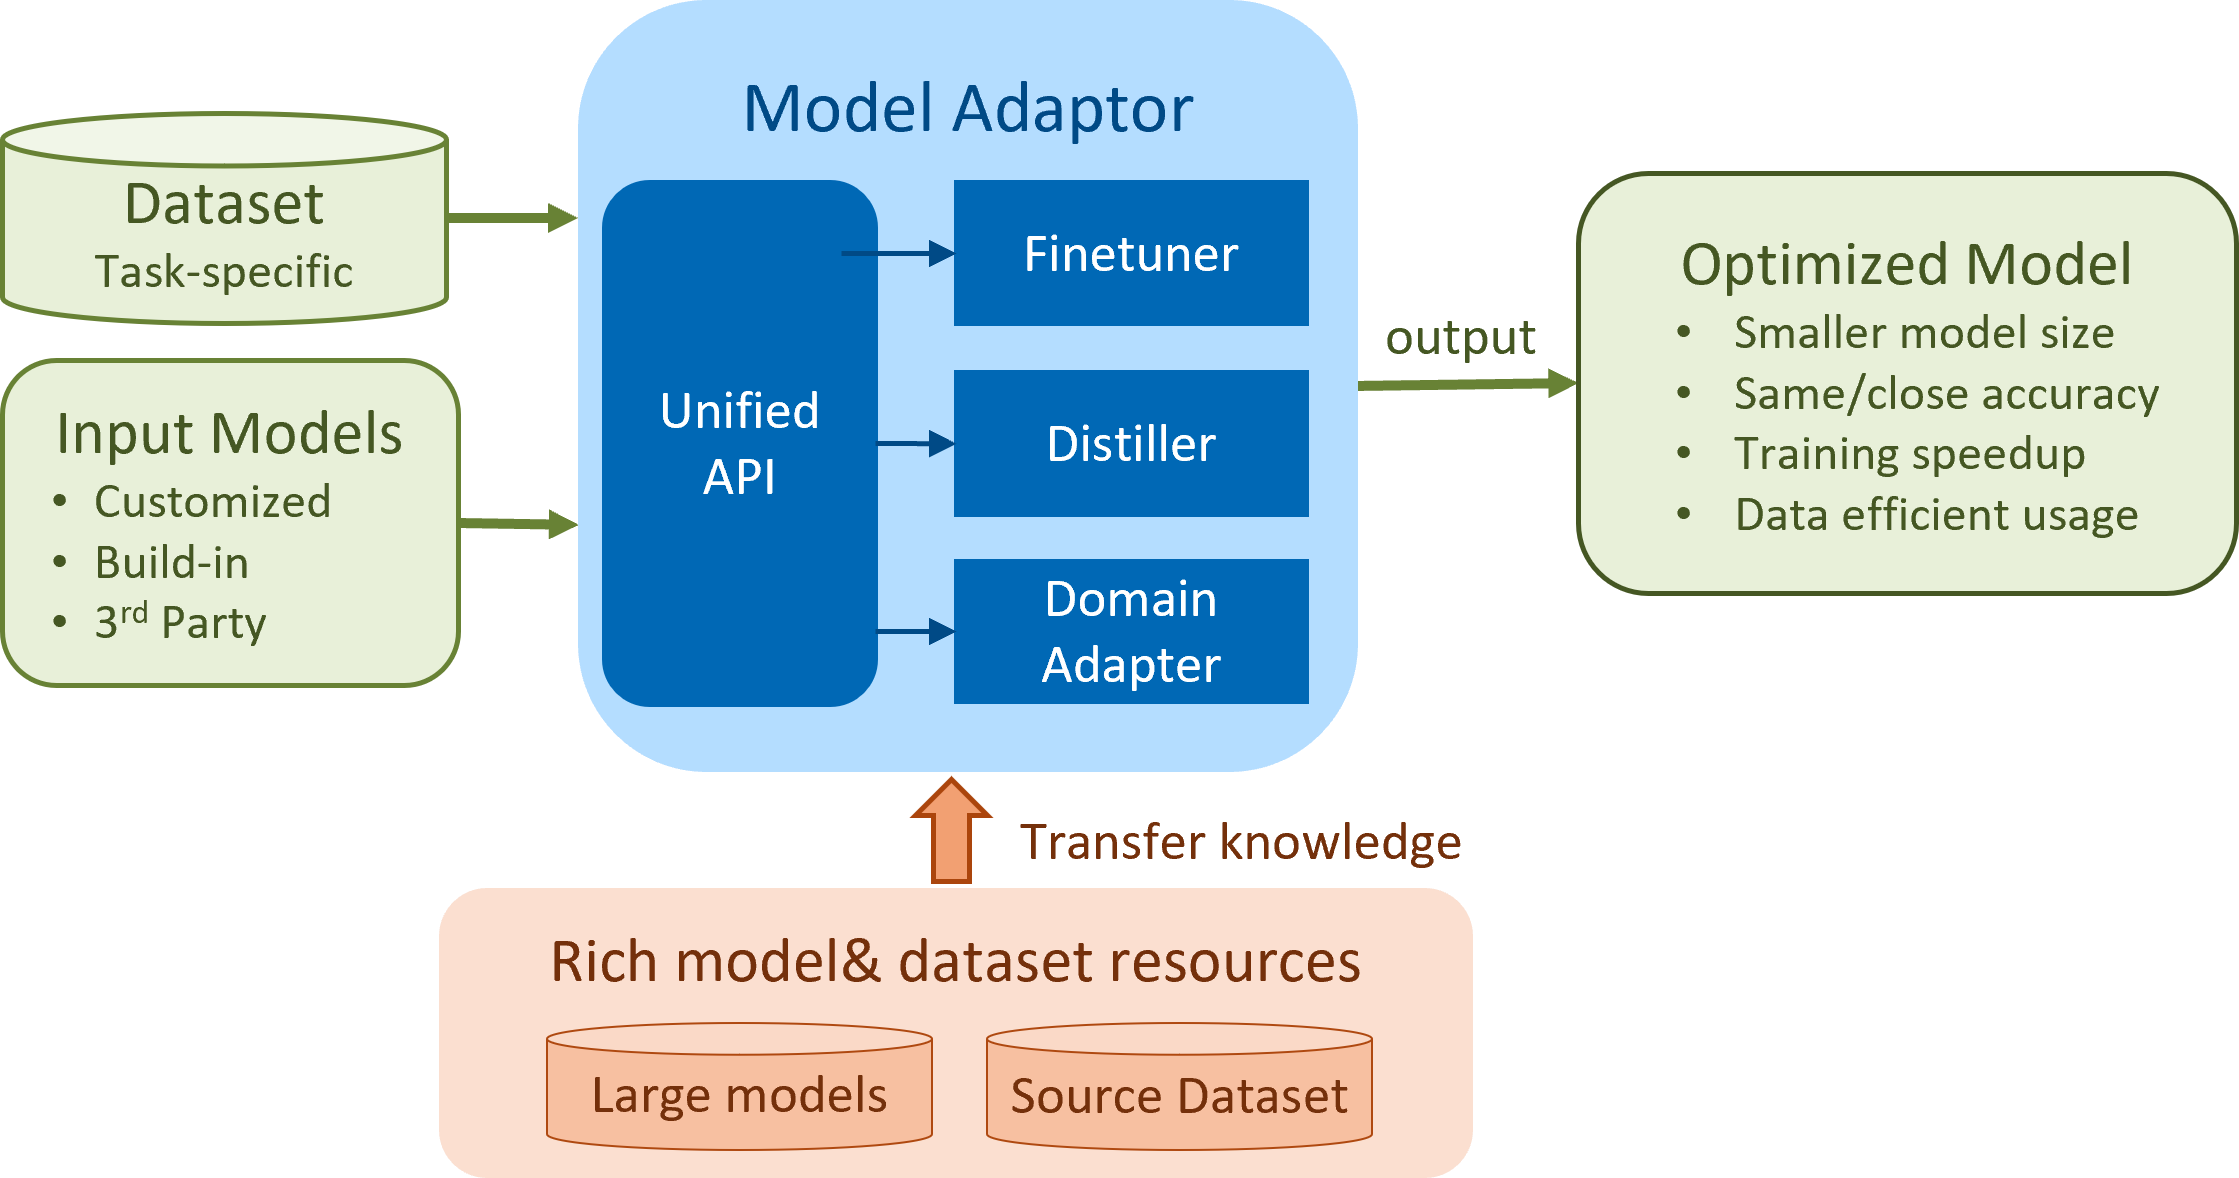 Model Adaptor
Dataset
Task-specific
Input Models
• Customized
• Build-in
• 3rd Party
Unified
API
Finetuner
Distiller
Domain
Adapter
output
Optimized Model
• Smaller model size
• Same/close accuracy
• Training speedup
• Data efficient usage
Transfer knowledge
Rich model& dataset resources
Large models
Source Dataset